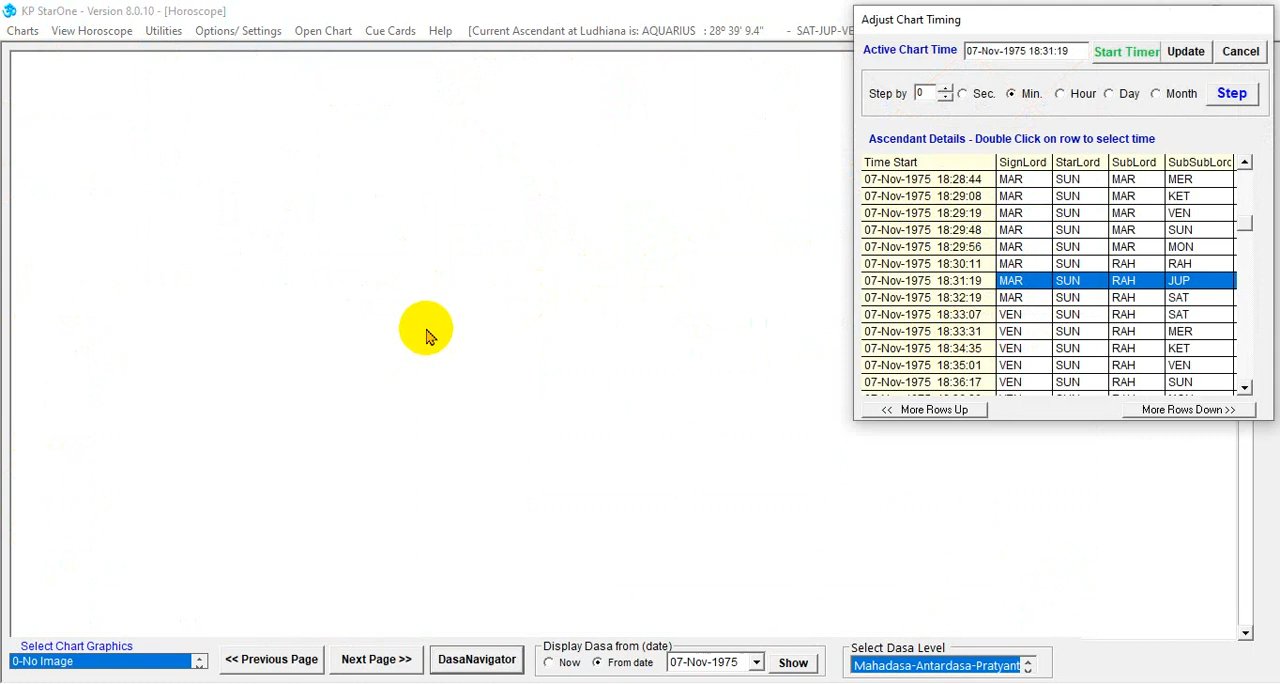 KP StarOne - Version 8.0.10 - [Horoscope]
Charts View Horoscope Utilities Options/ Settings Open Chart Cue Cards Help [Current Ascendant at Ludhiana is: AQUARIUS : 28º 39' 9.4" - SAT-JUP-VE
Adjust Chart Timing
Active Chart Time 07-Nov-1975 18:31:19 Start Timer Update Cancel
Step by 0 Sec. Min. Hour Day Month Step
Ascendant Details - Double Click on row to select time
Time Start SignLord StarLord SubLord SubSubLord
07-Nov-1975 18:28:44 MAR SUN MAR MER
07-Nov-1975 18:29:08 MAR SUN MAR KET
07-Nov-1975 18:29:19 MAR SUN MAR VEN
07-Nov-1975 18:29:48 MAR SUN MAR SUN
07-Nov-1975 18:29:56 MAR SUN MAR MON
07-Nov-1975 18:30:11 MAR SUN RAH RAH
07-Nov-1975 18:31:19 MAR SUN RAH JUP
07-Nov-1975 18:32:19 MAR SUN RAH SAT
07-Nov-1975 18:33:07 VEN SUN RAH SAT
07-Nov-1975 18:33:31 VEN SUN RAH MER
07-Nov-1975 18:34:35 VEN SUN RAH KET
07-Nov-1975 18:35:01 VEN SUN RAH VEN
07-Nov-1975 18:36:17 VEN SUN RAH SUN
<< More Rows Up More Rows Down >>
Select Chart Graphics
0-No Image
<< Previous Page Next Page >> DasaNavigator
Display Dasa from (date)
Now From date 07-Nov-1975 Show
Select Dasa Level
Mahadasa-Antardasa-Pratyant